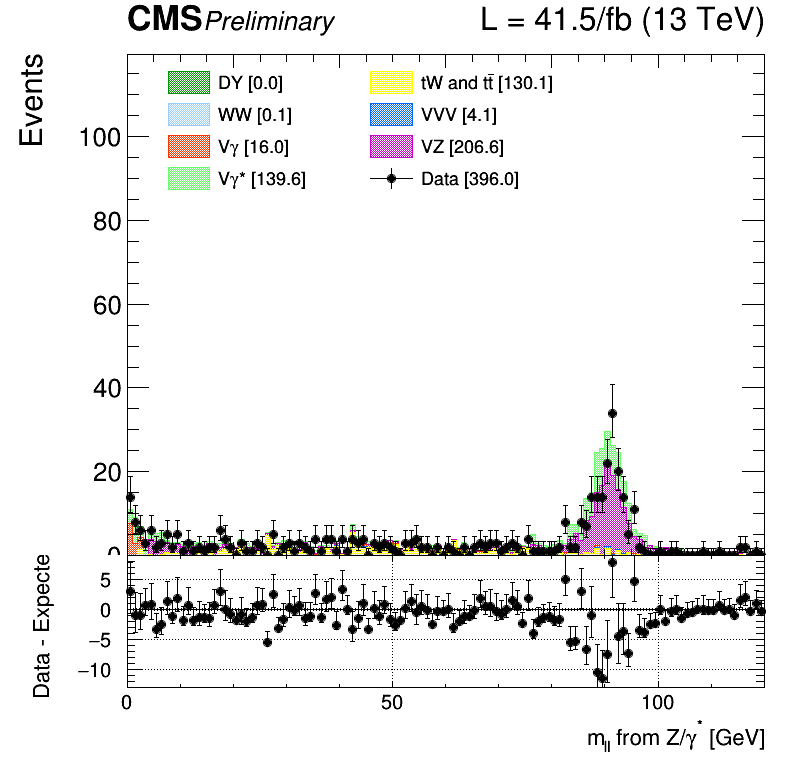 CMS Preliminary L = 41.5/fb (13 TeV)
Events
DY [0.0]
WW [0.1]
Vγ [16.0]
Vγ* [139.6]
tW and tt̄ [130.1]
VVV [4.1]
VZ [206.6]
Data [396.0]
100
80
60
40
20
0
Data - Expecte
5
0
−5
−10
0 50 100
m_ll from Z/γ* [GeV]